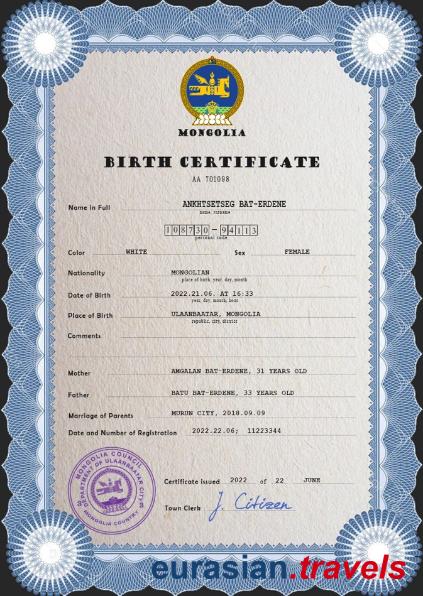 MONGOLIA
BIRTH CERTIFICATE
AA 701098
Name in Full ANKHTSETSEG BAT-ERDENE
108730-94113
personal code
Color WHITE Sex FEMALE
Nationality MONGOLIAN
place of birth year, day, month
Date of Birth 2022.21.06. AT 16:33
year, day, month, hour
Place of Birth ULAANBAATAR, MONGOLIA
republic, city, district
Comments
Mother AMGALAN BAT-ERDENE, 31 YEARS OLD
Father BATU BAT-ERDENE, 33 YEARS OLD
Marriage of Parents MURUN CITY, 2018.09.09
Date and Number of Registration 2022.22.06; 11223344
MONGOLIA COUNCIL
DEPARTMENT OF ULAANBAATAR CITY
MONGOLIA COUNTRY
Certificate issued 2022 of 22 JUNE
Town Clerk J. Citizen
eurasian.travels